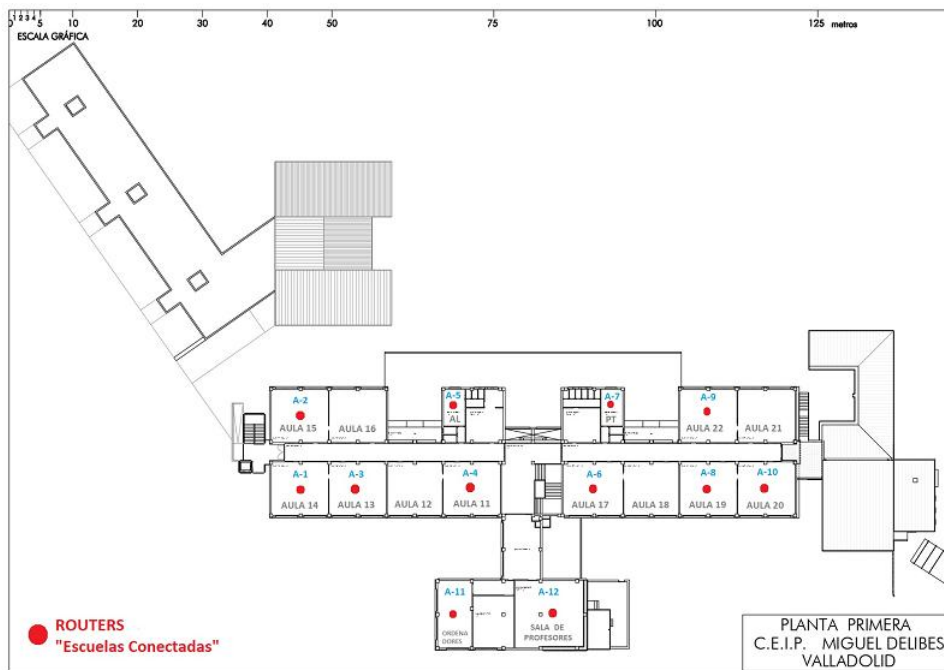 0 1 2 3 4 5 10 20 30 40 50 75 100 125 metros
ESCALA GRÁFICA
A-2
AULA 15
AULA 16
A-5
AL
A-7
PT
A-9
AULA 22
AULA 21
A-1
AULA 14
A-3
AULA 13
AULA 12
A-4
AULA 11
A-6
AULA 17
AULA 18
A-8
AULA 19
A-10
AULA 20
A-11
ORDENA
DORES
A-12
SALA DE
PROFESORES
ROUTERS
"Escuelas Conectadas"
PLANTA PRIMERA
C.E.I.P. MIGUEL DELIBES
VALLADOLID